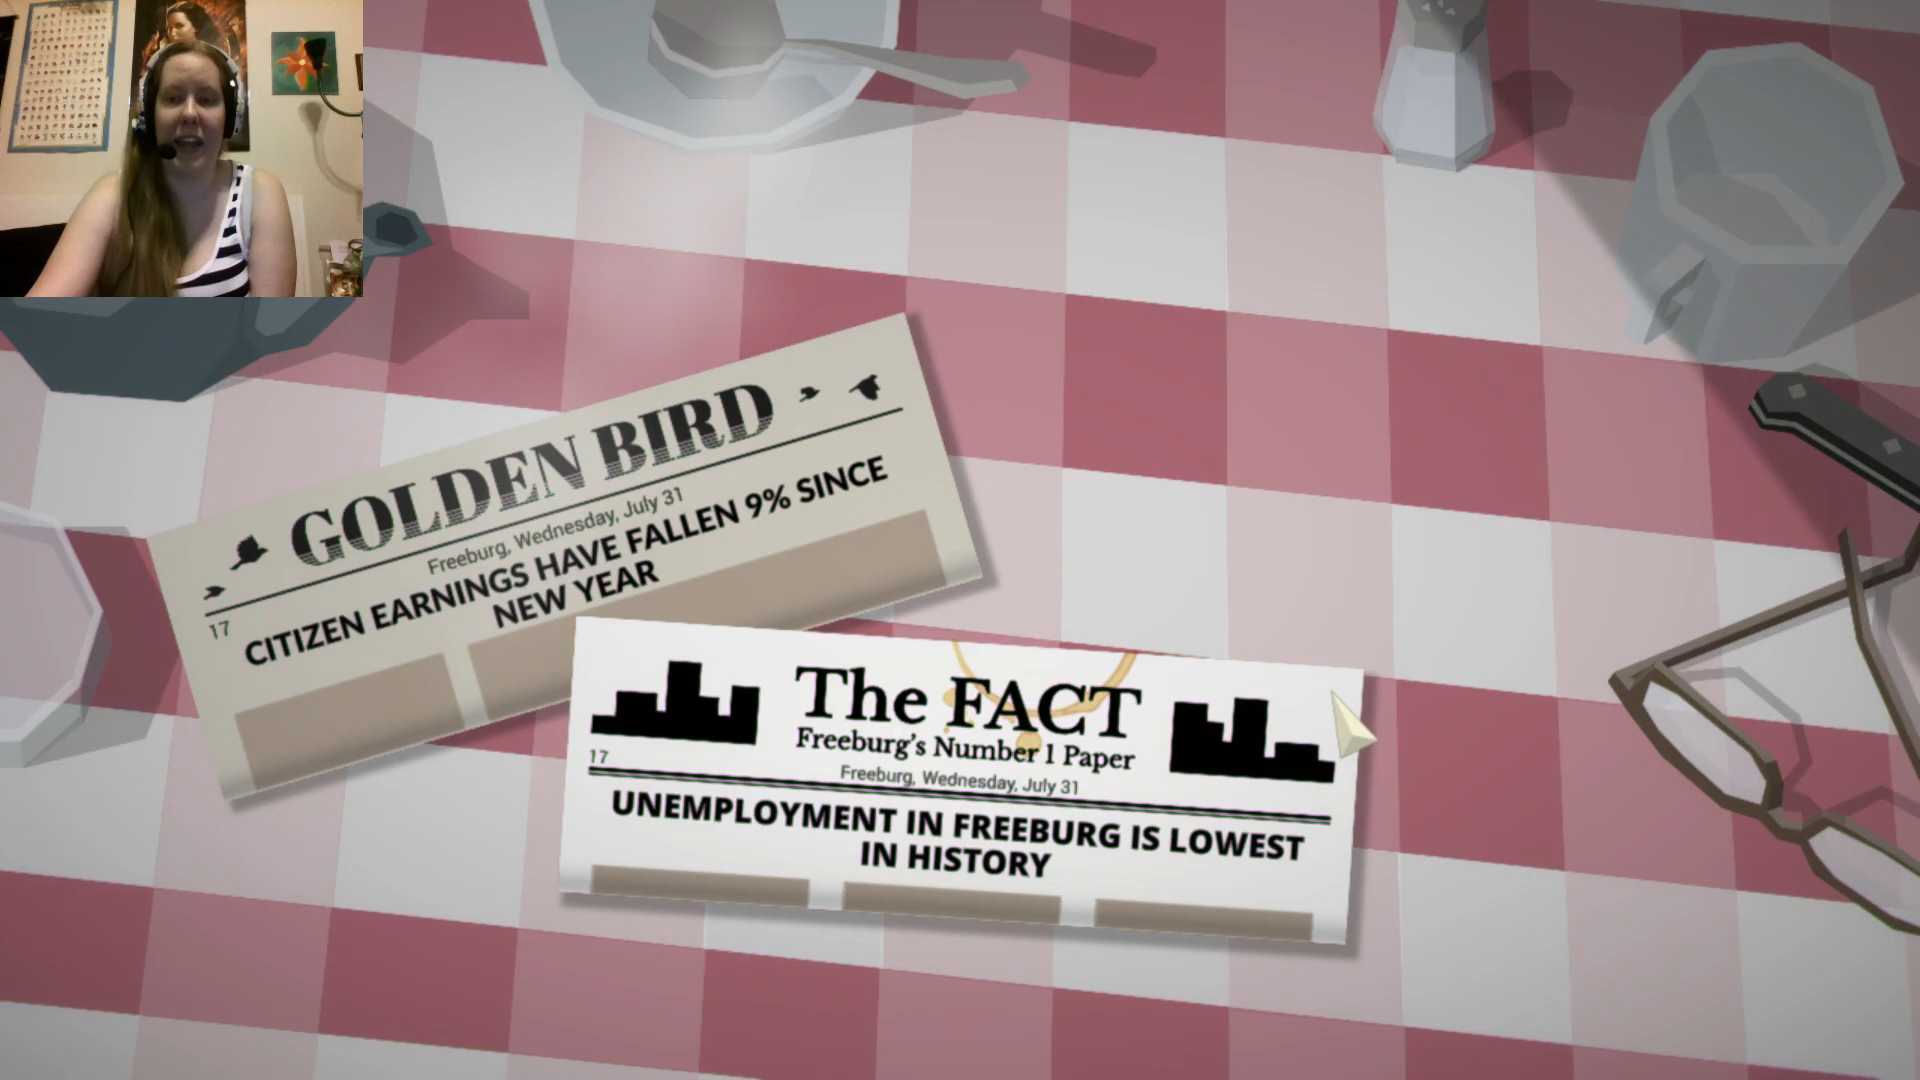 GOLDEN BIRD
Freeburg, Wednesday, July 31
17
CITIZEN EARNINGS HAVE FALLEN 9% SINCE
NEW YEAR
The FACT
Freeburg's Number 1 Paper
17
Freeburg, Wednesday, July 31
UNEMPLOYMENT IN FREEBURG IS LOWEST
IN HISTORY